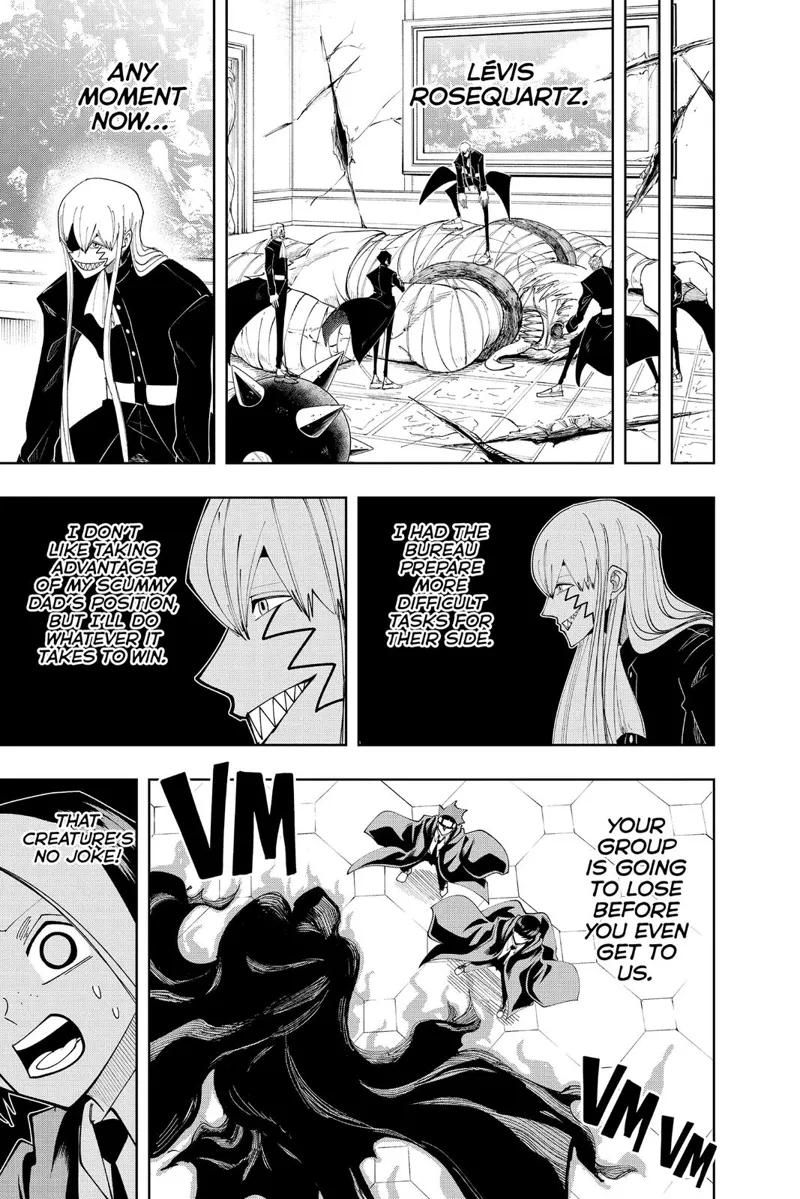 LÉVIS
ROSEQUARTZ.
ANY
MOMENT
NOW...
I HAD THE
BUREAU
PREPARE
MORE
DIFFICULT
TASKS FOR
THEIR SIDE.
I DON'T
LIKE TAKING
ADVANTAGE
OF MY SCUMMY
DAD'S POSITION,
BUT I'LL DO
WHATEVER IT
TAKES TO WIN.
YOUR
GROUP
IS GOING
TO LOSE
BEFORE
YOU EVEN
GET TO
US.
VM
VM VM
THAT
CREATURE'S
NO JOKE!